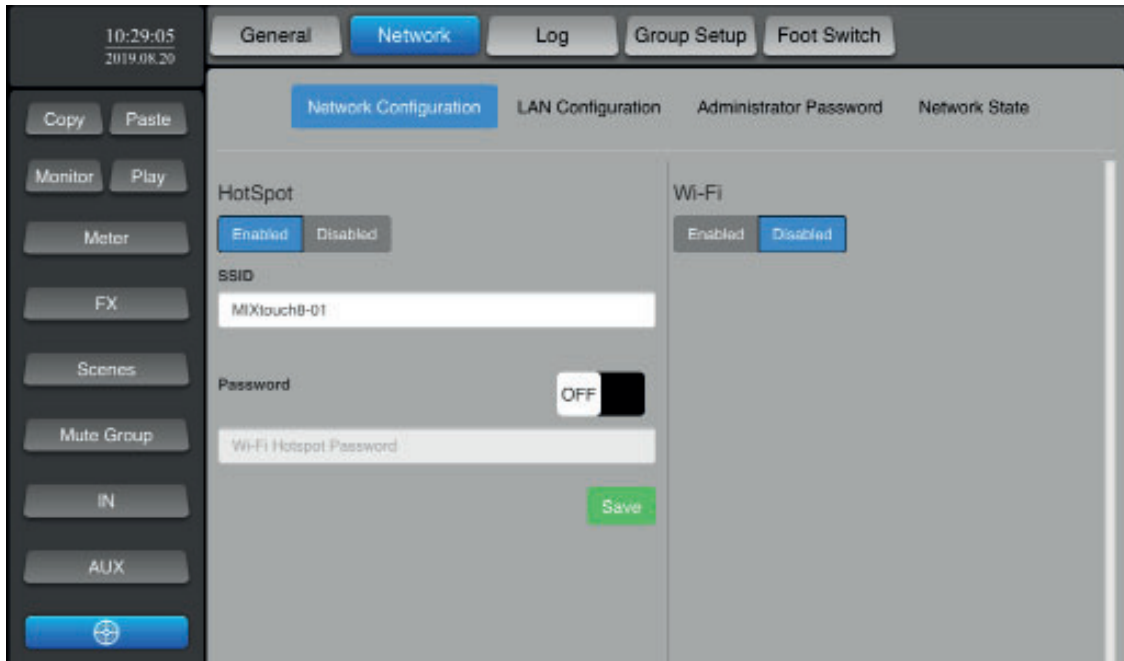 10:29:05
2019.08.20
General Network Log Group Setup Foot Switch
Network Configuration LAN Configuration Administrator Password Network State
Copy Paste
Monitor Play
Meter
FX
Scenes
Mute Group
IN
AUX
HotSpot
Enabled Disabled
SSID
MIXtouch8-01
Password
OFF
Wi-Fi Hotspot Password
Save
Wi-Fi
Enabled Disabled